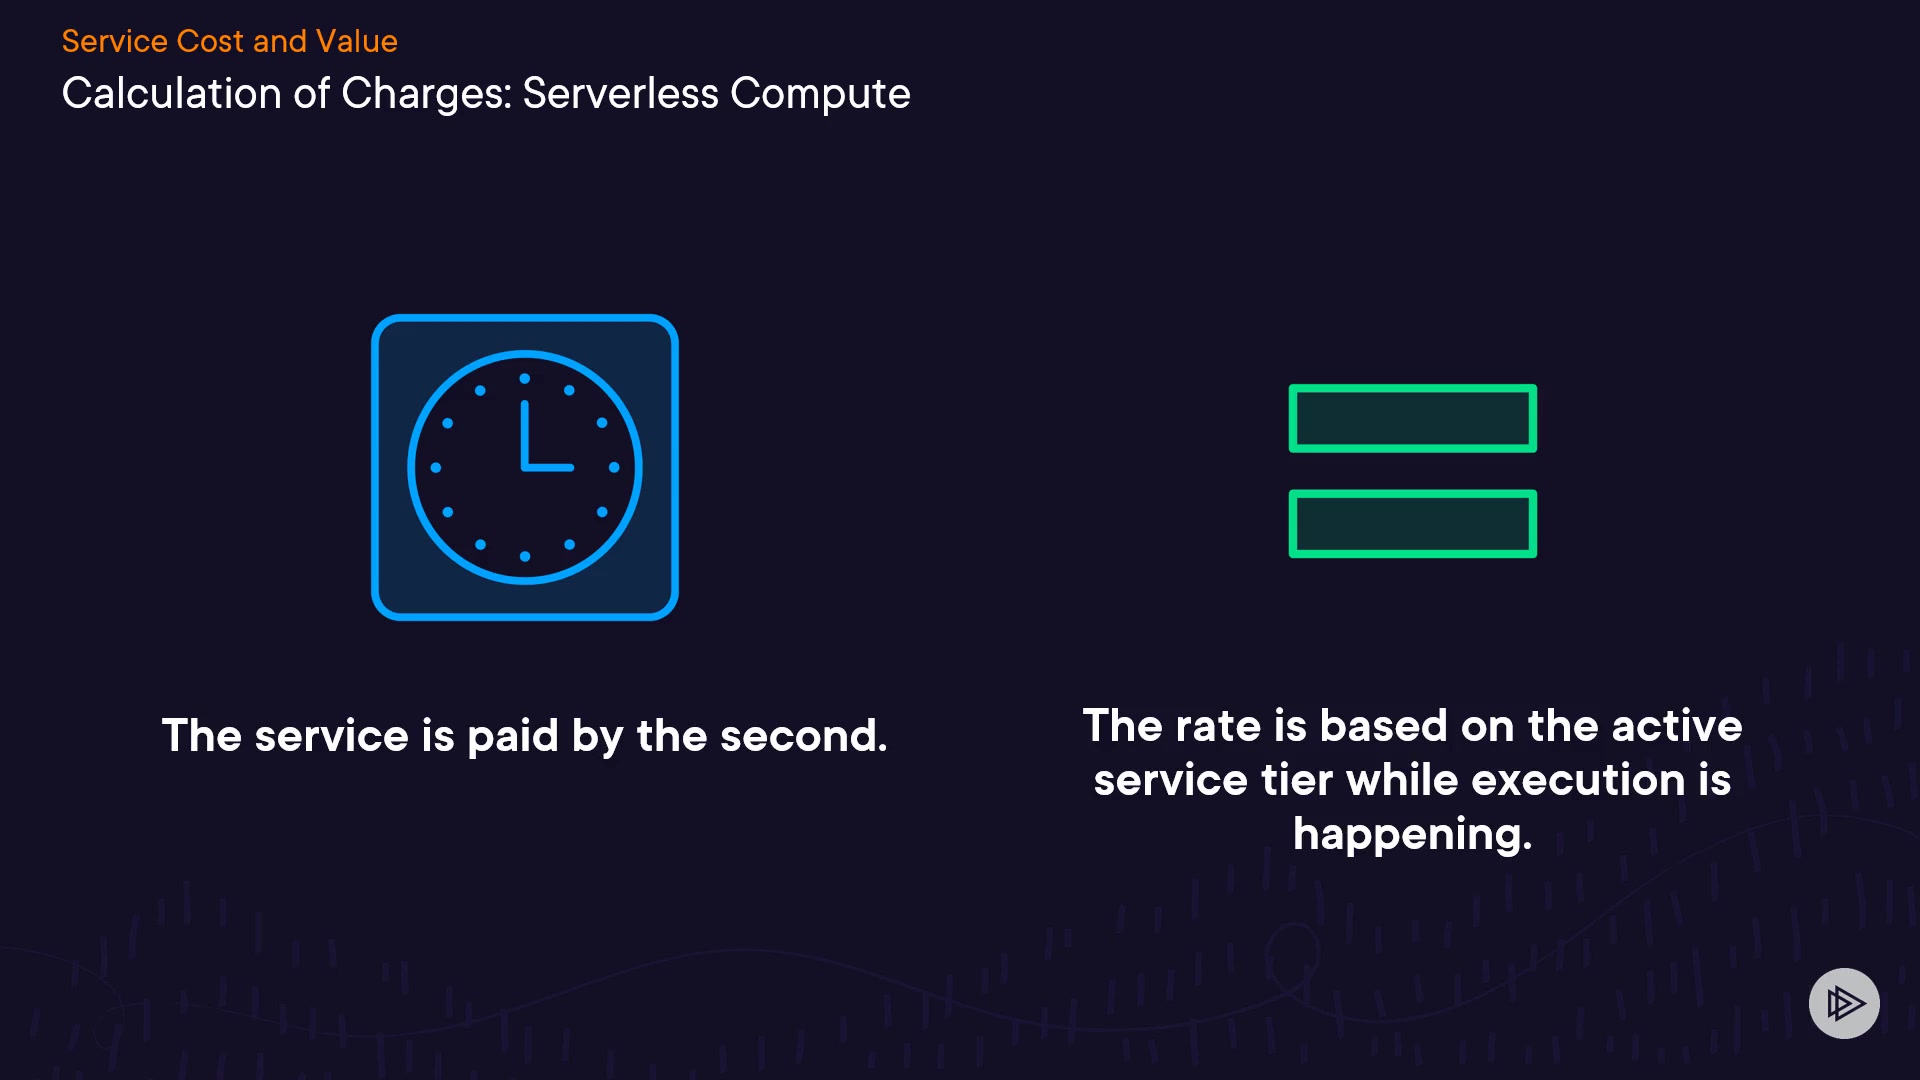 Service Cost and Value
Calculation of Charges: Serverless Compute
The service is paid by the second.
The rate is based on the active
service tier while execution is
happening.